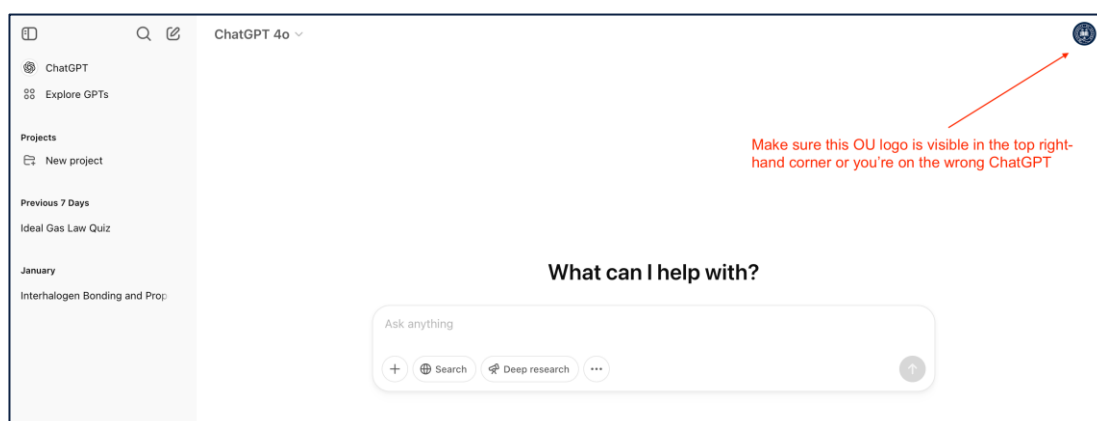 ChatGPT 4o
ChatGPT
Explore GPTs
Projects
New project
Previous 7 Days
Ideal Gas Law Quiz
January
Interhalogen Bonding and Prop
Make sure this OU logo is visible in the top right-
hand corner or you're on the wrong ChatGPT
What can I help with?
Ask anything
Search
Deep research